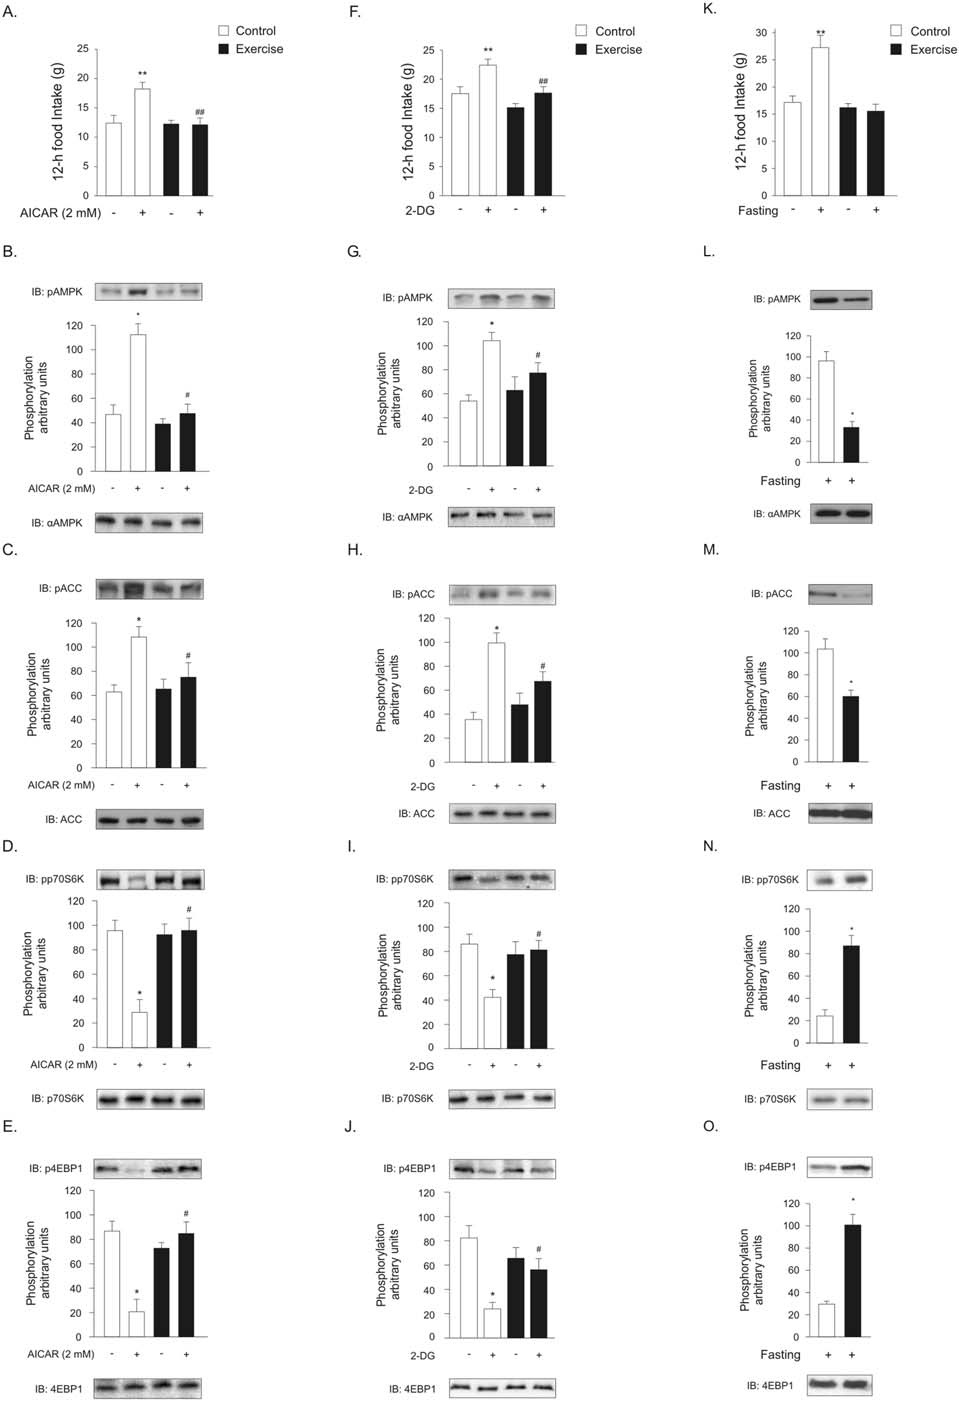 A.
Control
Exercise
12-h food Intake (g)
25
20
15
10
5
0
**
##
- + - +
AICAR (2 mM)
B.
IB: pAMPK
Phosphorylation
arbitrary units
120
100
80
60
40
20
0
*
#
AICAR (2 mM) - + - +
IB: αAMPK
C.
IB: pACC
Phosphorylation
arbitrary units
120
100
80
60
40
20
0
*
#
AICAR (2 mM) - + - +
IB: ACC
D.
IB: pp70S6K
Phosphorylation
arbitrary units
120
100
80
60
40
20
0
*
#
AICAR (2 mM) - + - +
IB: p70S6K
E.
IB: p4EBP1
Phosphorylation
arbitrary units
120
100
80
60
40
20
0
*
#
AICAR (2 mM) - + - +
IB: 4EBP1
F.
Control
Exercise
12-h food Intake (g)
25
20
15
10
5
0
**
##
2-DG - + - +
G.
IB: pAMPK
Phosphorylation
arbitrary units
120
100
80
60
40
20
0
*
#
2-DG - + - +
IB: αAMPK
H.
IB: pACC
Phosphorylation
arbitrary units
120
100
80
60
40
20
0
*
#
2-DG - + - +
IB: ACC
I.
IB: pp70S6K
Phosphorylation
arbitrary units
120
100
80
60
40
20
0
*
#
2-DG - + - +
IB: p70S6K
J.
IB: p4EBP1
Phosphorylation
arbitrary units
120
100
80
60
40
20
0
*
#
2-DG - + - +
IB: 4EBP1
K.
Control
Exercise
12-h food Intake (g)
30
25
20
15
10
5
0
**
Fasting - + - +
L.
IB: pAMPK
Phosphorylation
arbitrary units
120
100
80
60
40
20
0
*
Fasting + +
IB: αAMPK
M.
IB: pACC
Phosphorylation
arbitrary units
120
100
80
60
40
20
0
*
Fasting + +
IB: ACC
N.
IB: pp70S6K
Phosphorylation
arbitrary units
120
100
80
60
40
20
0
*
Fasting + +
IB: p70S6K
O.
IB: p4EBP1
Phosphorylation
arbitrary units
120
100
80
60
40
20
0
*
Fasting + +
IB: 4EBP1